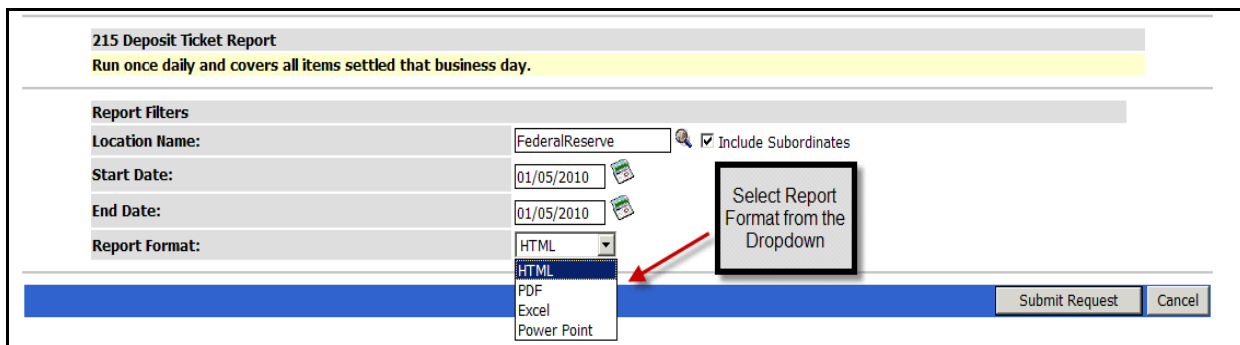 215 Deposit Ticket Report
Run once daily and covers all items settled that business day.
Report Filters
Location Name: FederalReserve Include Subordinates
Start Date: 01/05/2010
End Date: 01/05/2010
Report Format: HTML
HTML
PDF
Excel
Power Point
Select Report
Format from the
Dropdown
Submit Request Cancel